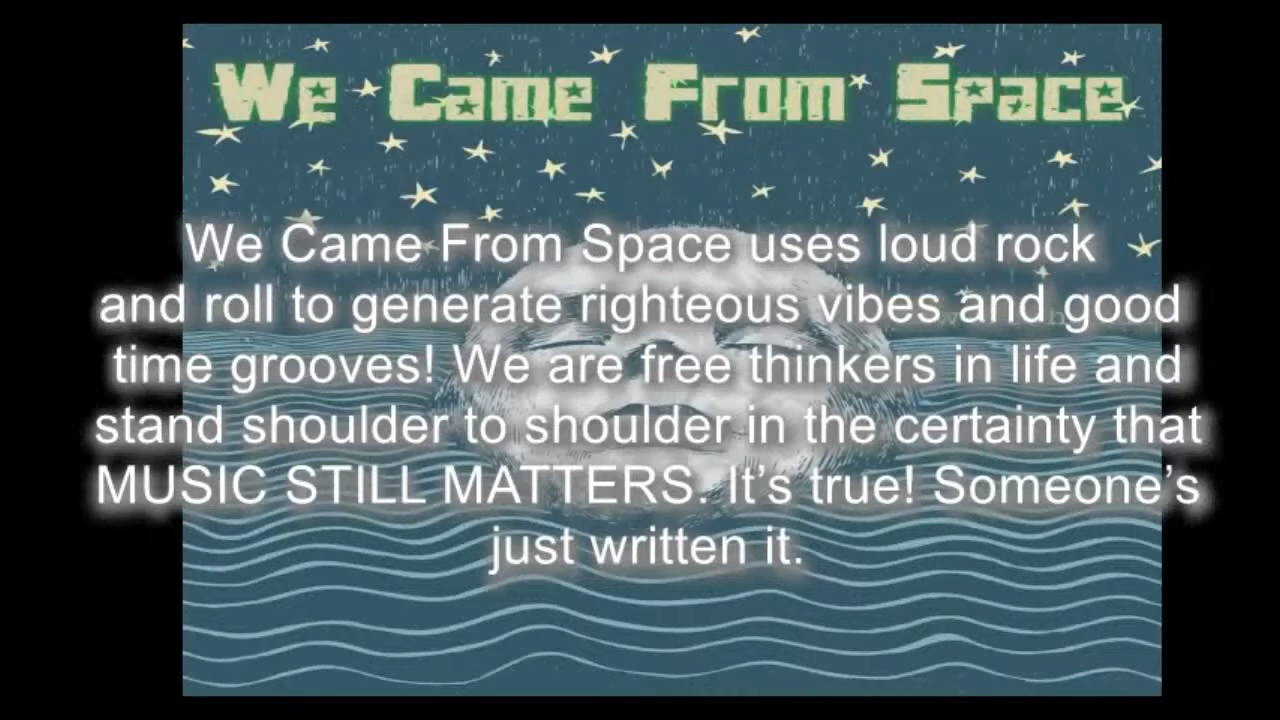 We Came From Space
We Came From Space uses loud rock
and roll to generate righteous vibes and good
time grooves! We are free thinkers in life and
stand shoulder to shoulder in the certainty that
MUSIC STILL MATTERS. It’s true! Someone’s
just written it.